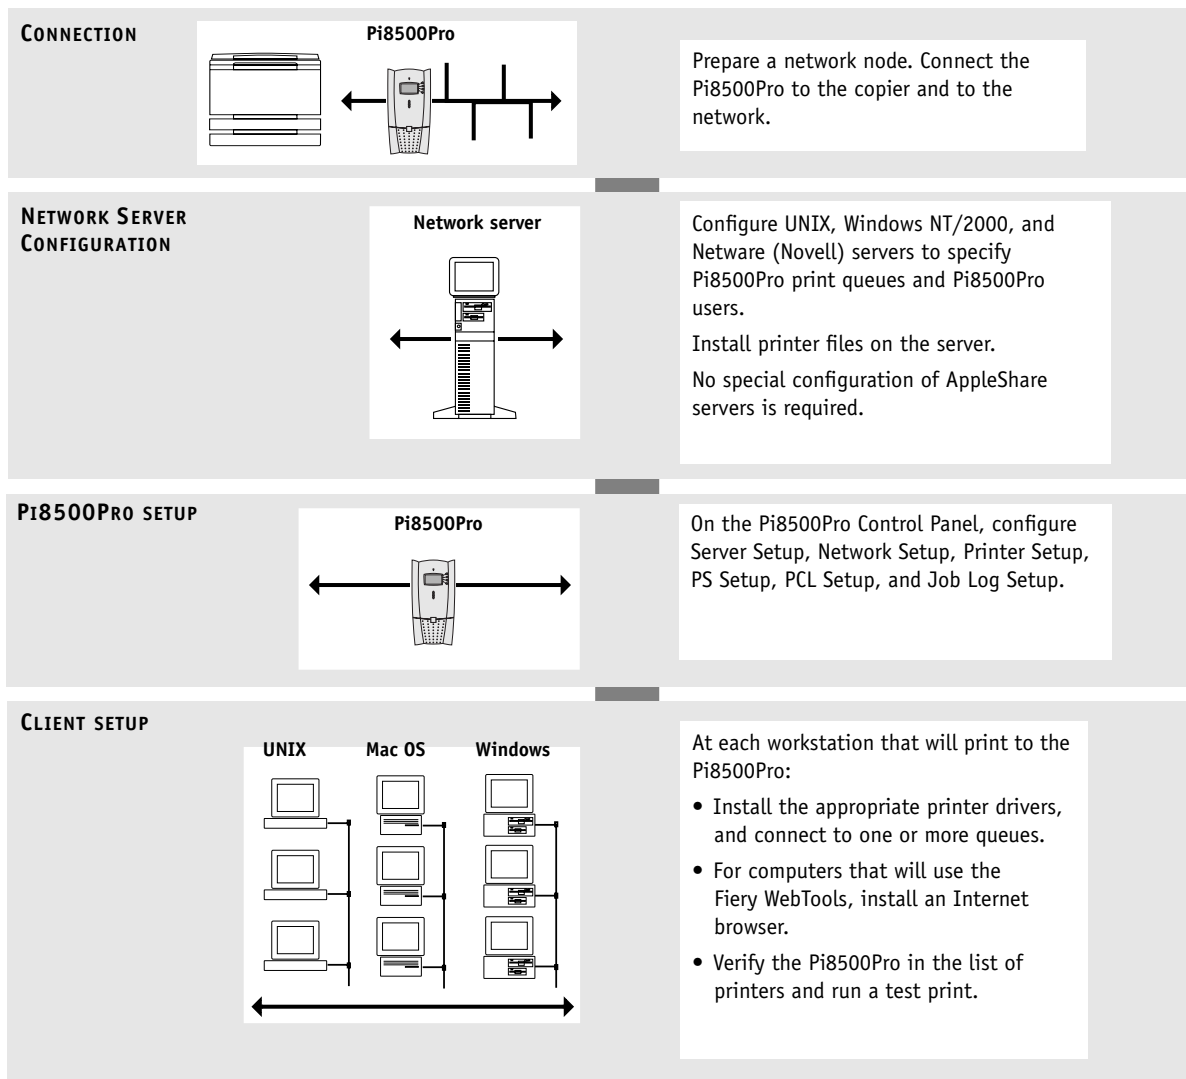 CONNECTION
Pi8500Pro
Prepare a network node. Connect the
Pi8500Pro to the copier and to the
network.
NETWORK SERVER
CONFIGURATION
Network server
Configure UNIX, Windows NT/2000, and
Netware (Novell) servers to specify
Pi8500Pro print queues and Pi8500Pro
users.
Install printer files on the server.
No special configuration of AppleShare
servers is required.
PI8500PRO SETUP
Pi8500Pro
On the Pi8500Pro Control Panel, configure
Server Setup, Network Setup, Printer Setup,
PS Setup, PCL Setup, and Job Log Setup.
CLIENT SETUP
UNIX Mac OS Windows
At each workstation that will print to the
Pi8500Pro:
• Install the appropriate printer drivers,
and connect to one or more queues.
• For computers that will use the
Fiery WebTools, install an Internet
browser.
• Verify the Pi8500Pro in the list of
printers and run a test print.